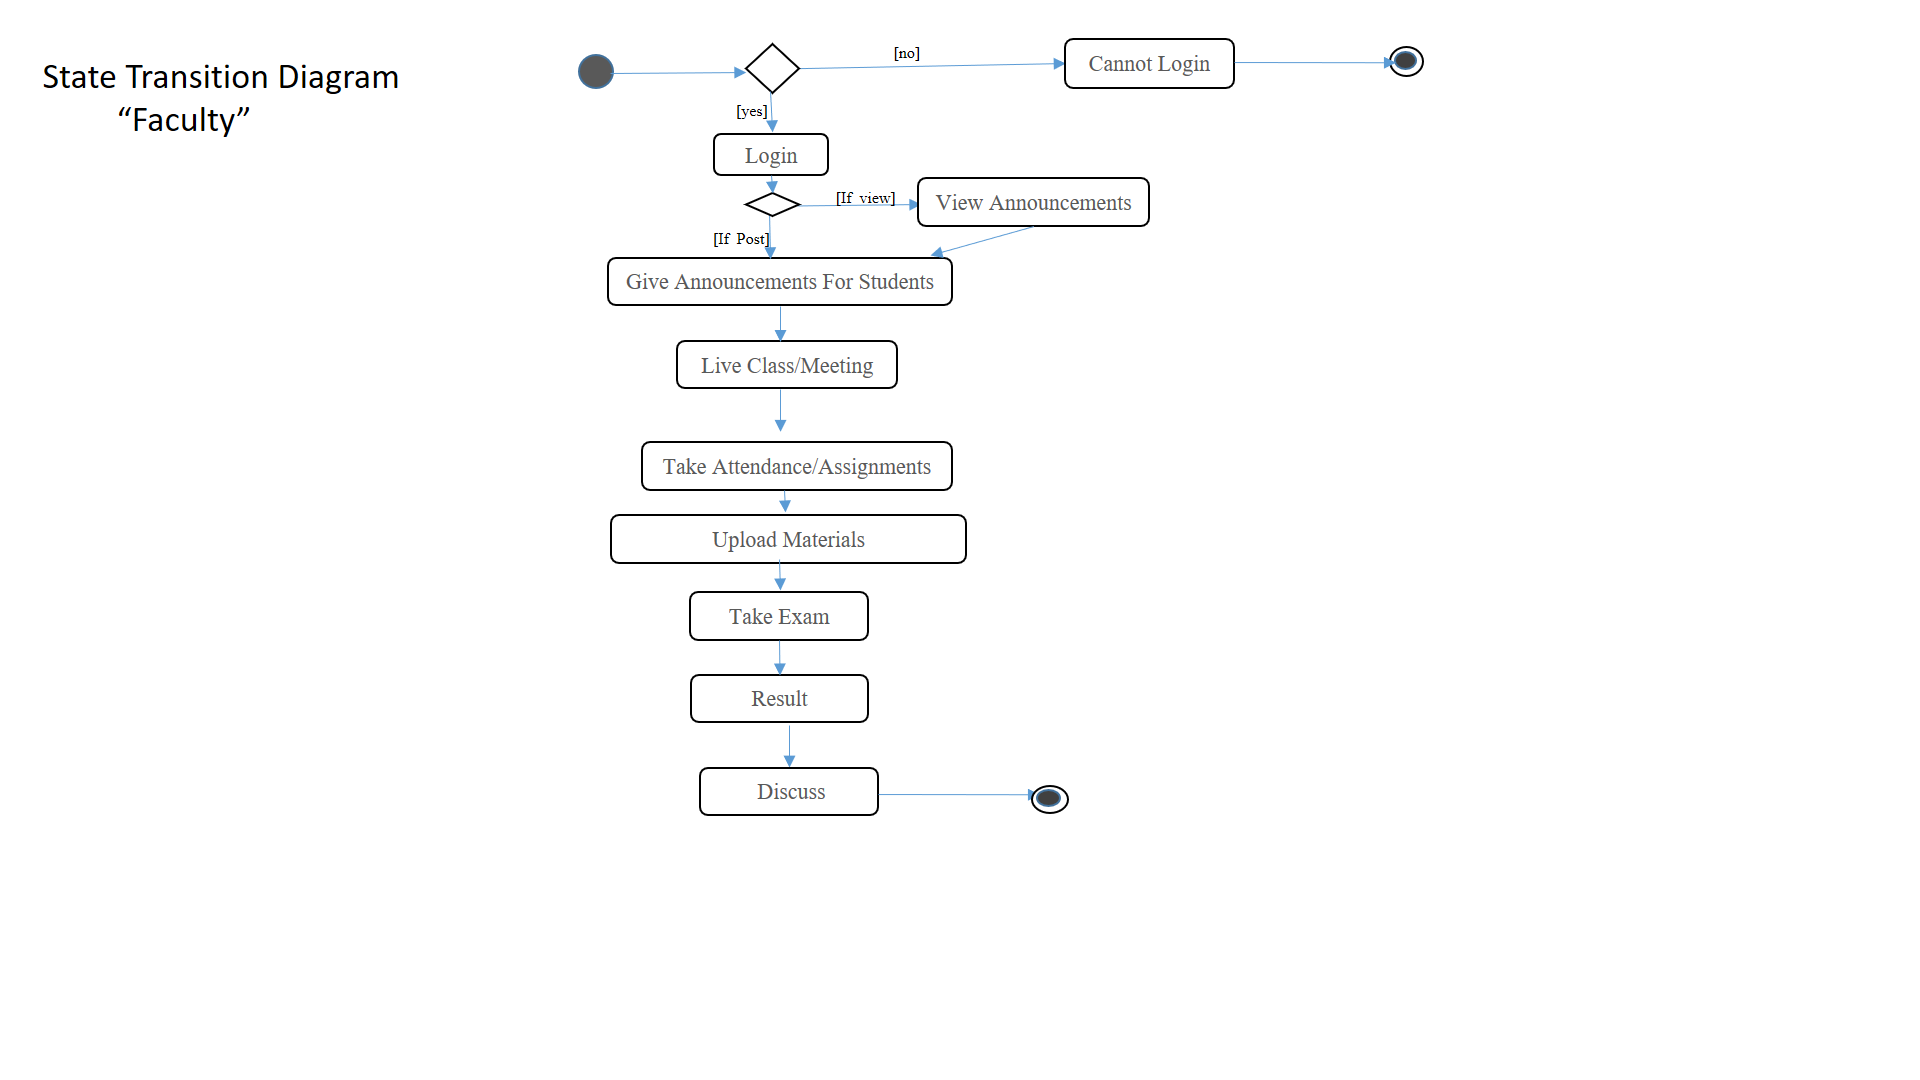 State Transition Diagram
“Faculty”
[no]
Cannot Login
[yes]
Login
[If view]
View Announcements
[If Post]
Give Announcements For Students
Live Class/Meeting
Take Attendance/Assignments
Upload Materials
Take Exam
Result
Discuss